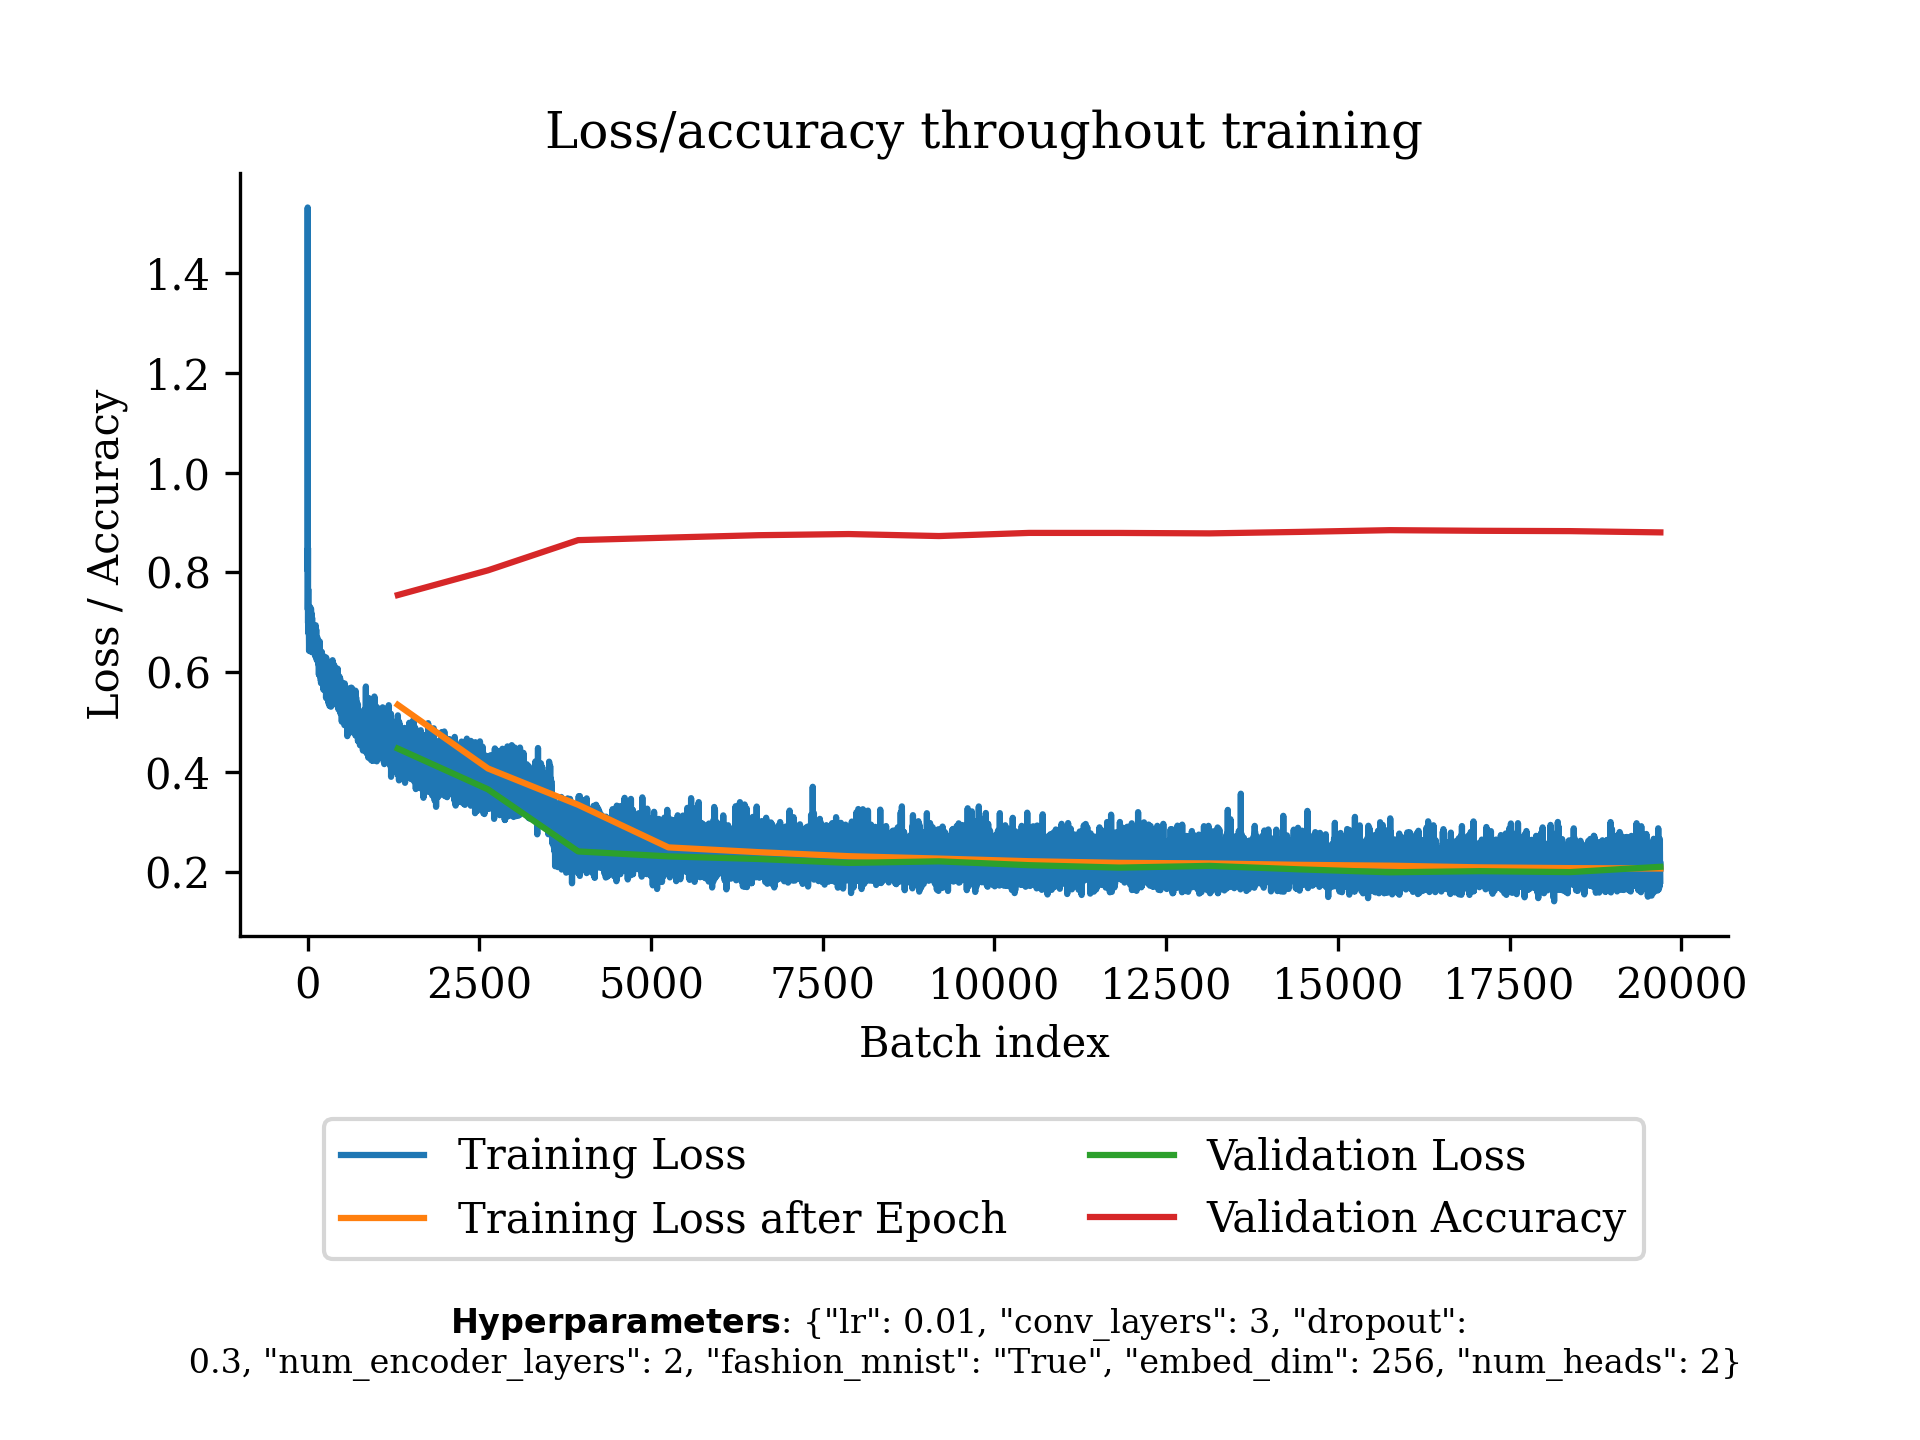 Loss/accuracy throughout training
Loss / Accuracy
1.4
1.2
1.0
0.8
0.6
0.4
0.2
0 2500 5000 7500 10000 12500 15000 17500 20000
Batch index
Training Loss
Training Loss after Epoch
Validation Loss
Validation Accuracy
Hyperparameters: {"lr": 0.01, "conv_layers": 3, "dropout":
0.3, "num_encoder_layers": 2, "fashion_mnist": "True", "embed_dim": 256, "num_heads": 2}